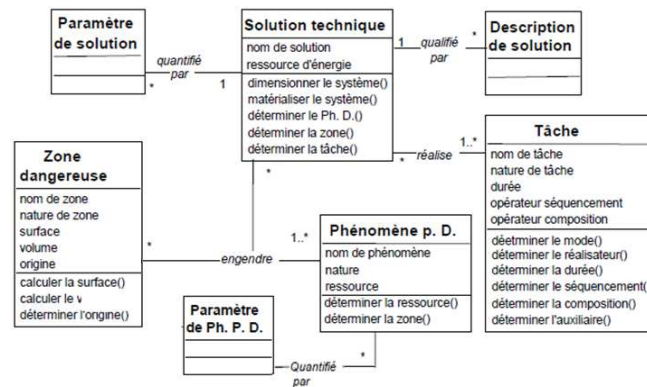 Paramètre
de solution
quantifié
par
*
1
Solution technique
nom de solution
ressource d'énergie
dimensionner le système()
matérialiser le système()
déterminer le Ph. D.()
déterminer la zone()
déterminer la tâche()
1
qualifié
par
*
Description
de solution
*
réalise
1..*
Tâche
nom de tâche
nature de tâche
durée
opérateur séquencement
opérateur composition
déetrminer le mode()
déterminer le réalisateur()
déterminer la durée()
déterminer le séquencement()
déterminer la composition()
déterminer l'auxiliaire()
Zone
dangereuse
nom de zone
nature de zone
surface
volume
origine
calculer la surface()
calculer le
déterminer l'origine()
*
*
engendre
1..*
Phénomène p. D.
nom de phénomène
nature
ressource
déterminer la ressource()
déterminer la zone()
Paramètre
de Ph. P. D.
*
Quantifié
par
*